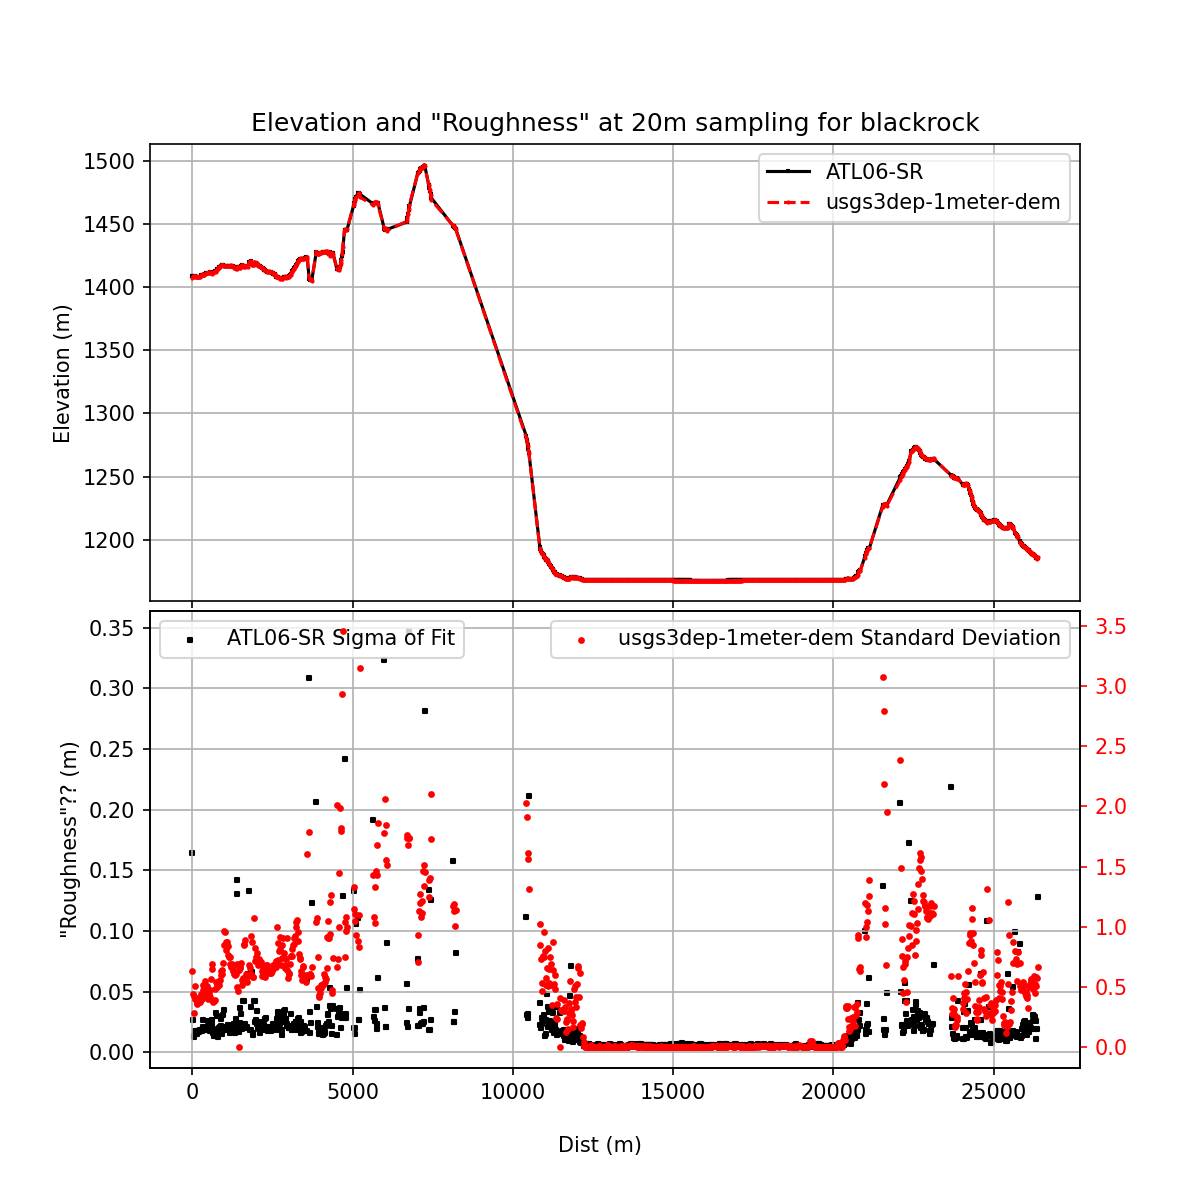 Elevation and "Roughness" at 20m sampling for blackrock
1500
1450
1400
1350
1300
1250
1200
Elevation (m)
ATL06-SR
usgs3dep-1meter-dem
0.35
0.30
0.25
0.20
0.15
0.10
0.05
0.00
"Roughness"?? (m)
ATL06-SR Sigma of Fit
usgs3dep-1meter-dem Standard Deviation
3.5
3.0
2.5
2.0
1.5
1.0
0.5
0.0
0 5000 10000 15000 20000 25000
Dist (m)